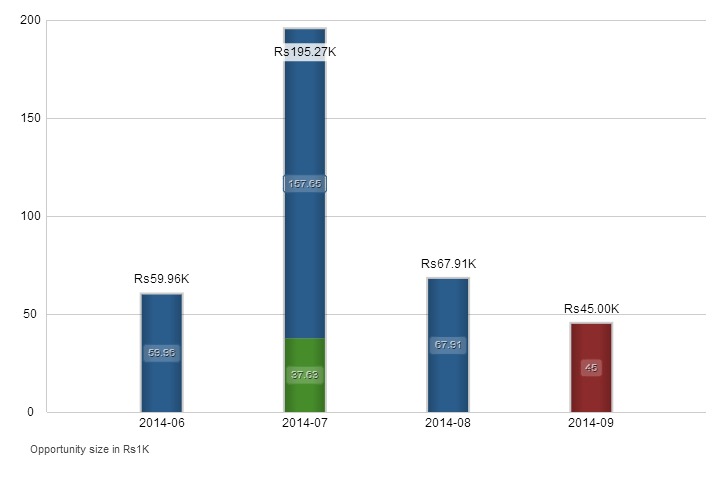 200
Rs195.27K
150
157.65
100
Rs59.96K
Rs67.91K
50
Rs45.00K
59.96
37.63
67.91
45
0
2014-06
2014-07
2014-08
2014-09
Opportunity size in Rs1K